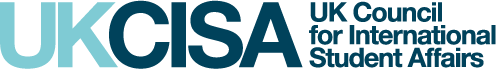 UKCISA
UK Council
for International
Student Affairs